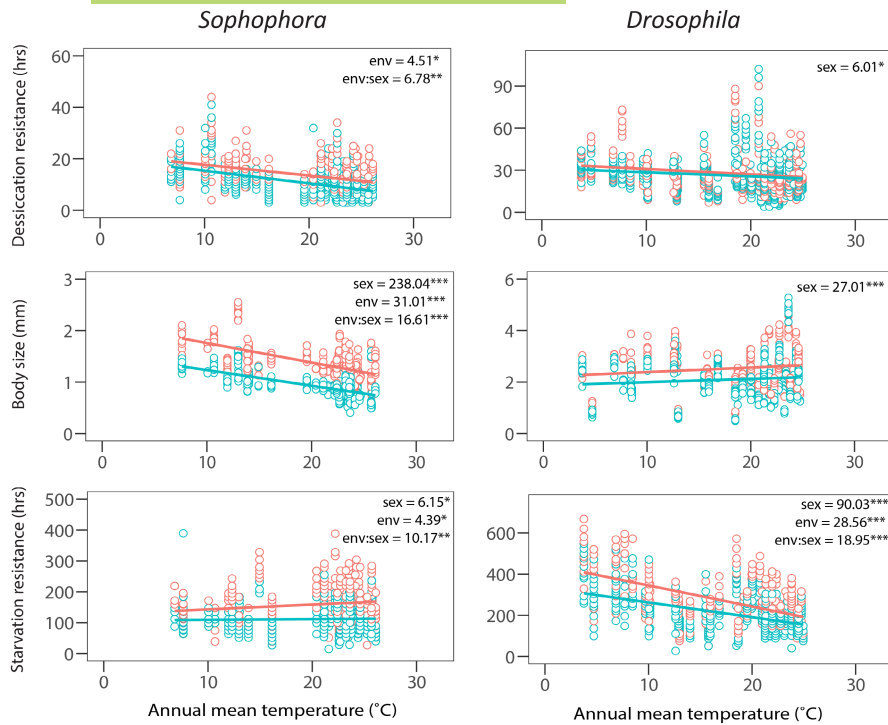 Sophophora
Drosophila
Dessiccation resistance (hrs)
60
40
20
0
env = 4.51*
env:sex = 6.78**
0
10
20
30
90
60
30
0
sex = 6.01*
0
10
20
30
Body size (mm)
3
2
1
0
sex = 238.04***
env = 31.01***
env:sex = 16.61***
0
10
20
30
6
4
2
0
sex = 27.01***
0
10
20
30
Starvation resistance (hrs)
500
400
300
200
100
0
sex = 6.15*
env = 4.39*
env:sex = 10.17**
0
10
20
30
Annual mean temperature (˚C)
600
400
200
0
sex = 90.03***
env = 28.56***
env:sex = 18.95***
0
10
20
30
Annual mean temperature (˚C)